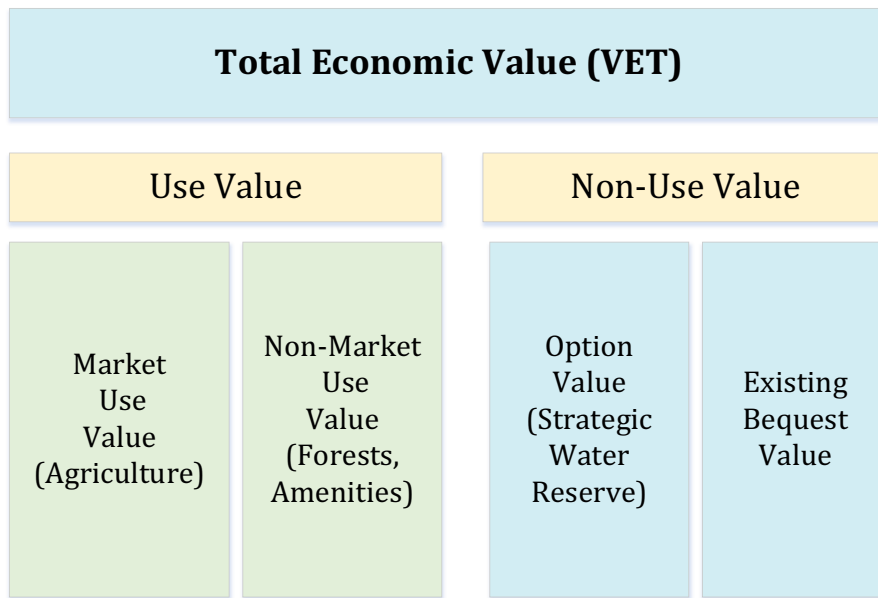 Total Economic Value (VET)
Use Value
Non-Use Value
Market
Use
Value
(Agriculture)
Non-Market
Use
Value
(Forests,
Amenities)
Option
Value
(Strategic
Water
Reserve)
Existing
Bequest
Value